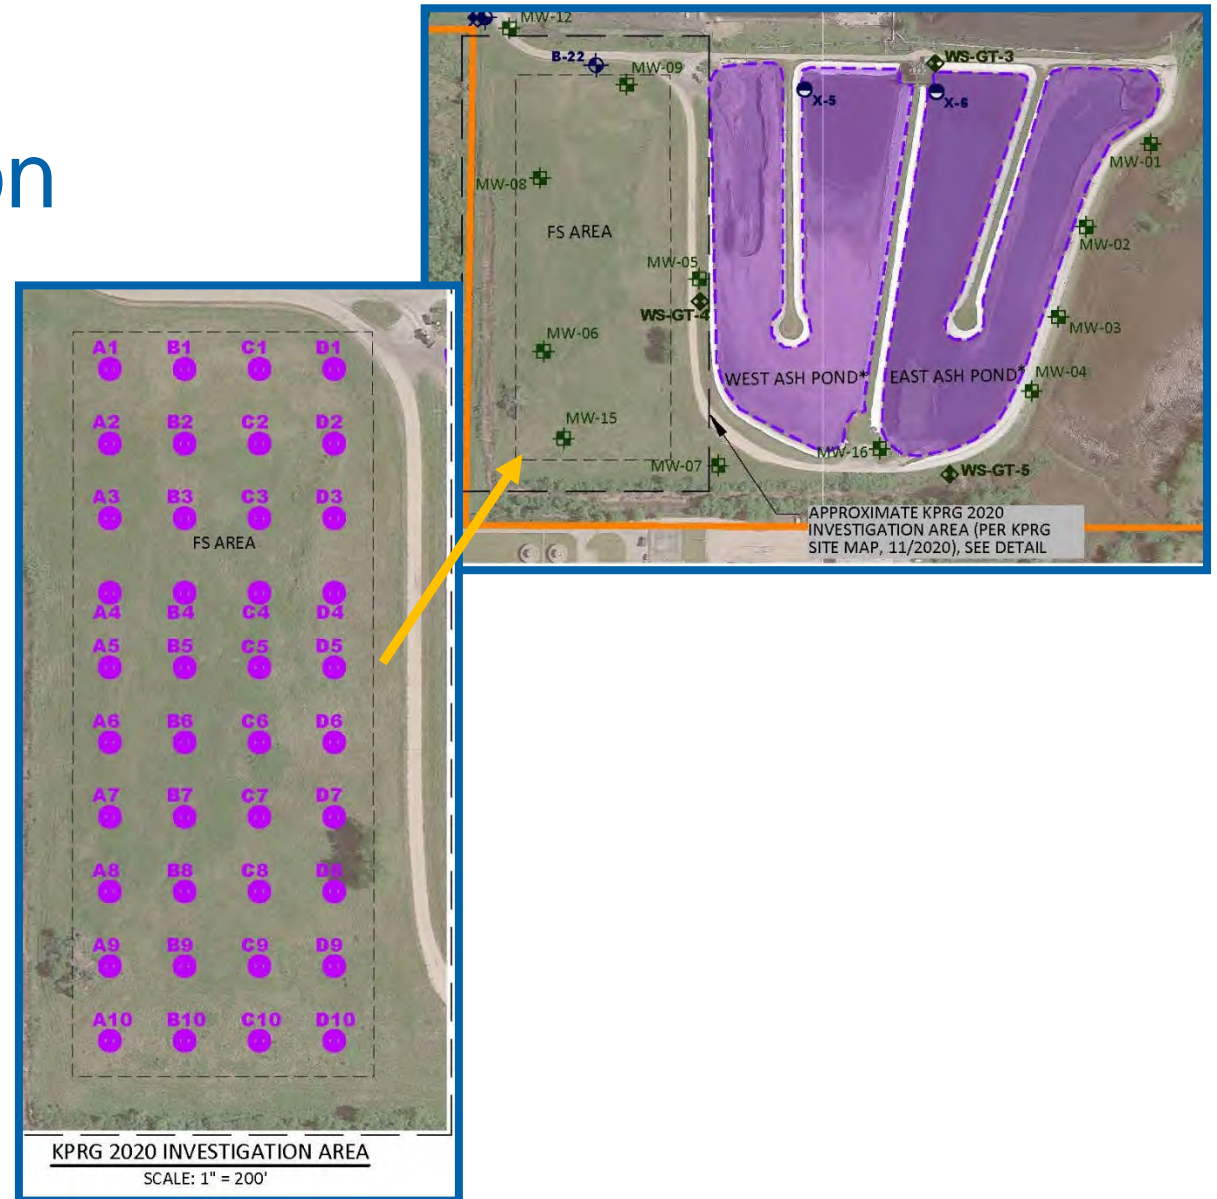 on
MW-12
B-22
MW-09
WS-GT-3
X-5
X-6
MW-01
MW-08
FS AREA
MW-02
MW-05
WS-GT-4
MW-03
MW-06
WEST ASH POND*
EAST ASH POND*
MW-04
MW-15
MW-16
MW-07
WS-GT-5
APPROXIMATE KPRG 2020
INVESTIGATION AREA (PER KPRG
SITE MAP, 11/2020), SEE DETAIL
A1 B1 C1 D1
A2 B2 C2 D2
A3 B3 C3 D3
FS AREA
A4 B4 C4 D4
A5 B5 C5 D5
A6 B6 C6 D6
A7 B7 C7 D7
A8 B8 C8 D8
A9 B9 C9 D9
A10 B10 C10 D10
KPRG 2020 INVESTIGATION AREA
SCALE: 1" = 200'